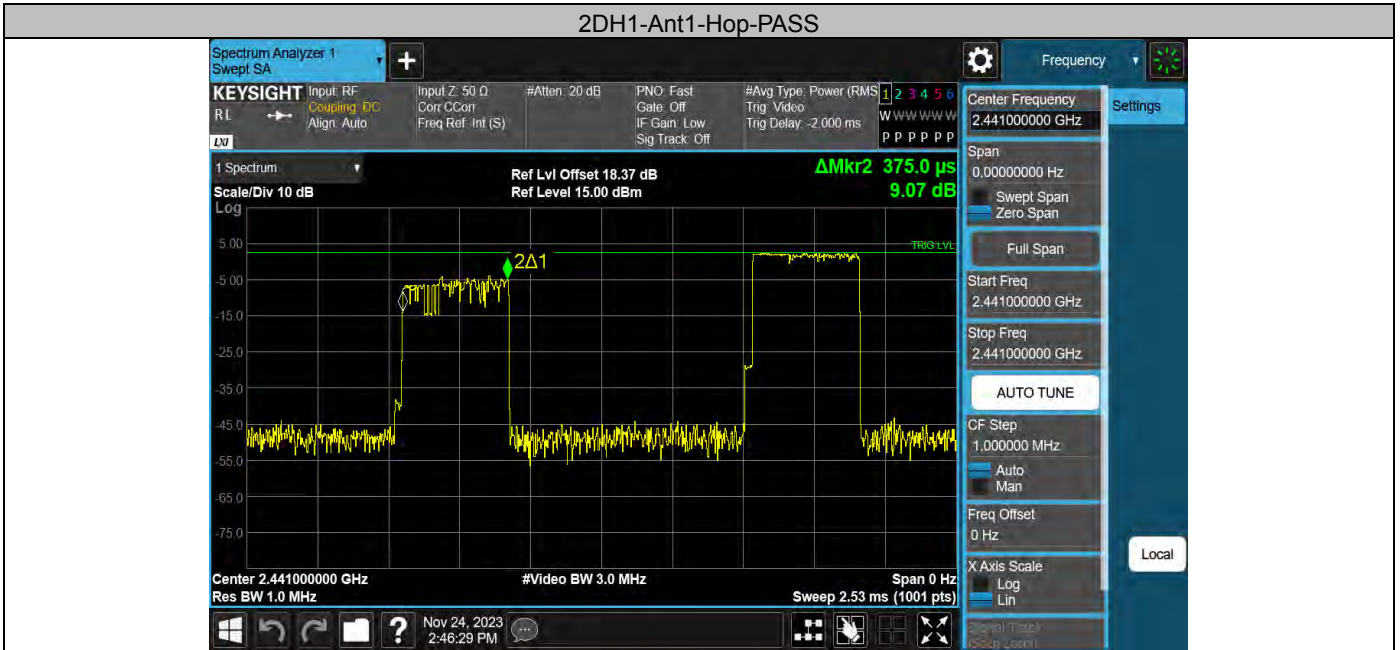 2DH1-Ant1-Hop-PASS
Spectrum Analyzer 1
Swept SA
+
Frequency
KEYSIGHT
RL
LXI
Input: RF
Coupling: DC
Align: Auto
Input Z: 50 Ω
Corr CCorr
Freq Ref: Int (S)
#Atten: 20 dB
PNO: Fast
Gate: Off
IF Gain: Low
Sig Track: Off
#Avg Type: Power (RMS
Trig: Video
Trig Delay: -2.000 ms
1 2 3 4 5 6
W W W W W W
P P P P P P
1 Spectrum
Scale/Div 10 dB
Log
Ref Lvl Offset 18.37 dB
Ref Level 15.00 dBm
ΔMkr2 375.0 µs
9.07 dB
5.00
-5.00
-15.0
-25.0
-35.0
-45.0
-55.0
-65.0
-75.0
TRIG LVL
2Δ1
Center 2.441000000 GHz
Res BW 1.0 MHz
#Video BW 3.0 MHz
Span 0 Hz
Sweep 2.53 ms (1001 pts)
Center Frequency
2.441000000 GHz
Settings
Span
0.00000000 Hz
Swept Span
Zero Span
Full Span
Start Freq
2.441000000 GHz
Stop Freq
2.441000000 GHz
AUTO TUNE
CF Step
1.000000 MHz
Auto
Man
Freq Offset
0 Hz
X Axis Scale
Log
Lin
Local
Signal Track
(Span Zoom)
?
Nov 24, 2023
2:46:29 PM